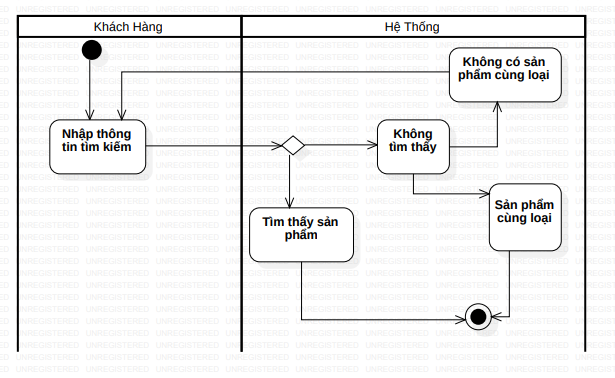 Khách Hàng
Hệ Thống
Không có sản
phẩm cùng loại
Nhập thông
tin tìm kiếm
Không
tìm thấy
Sản phẩm
cùng loại
Tìm thấy sản
phẩm
UNREGISTERED